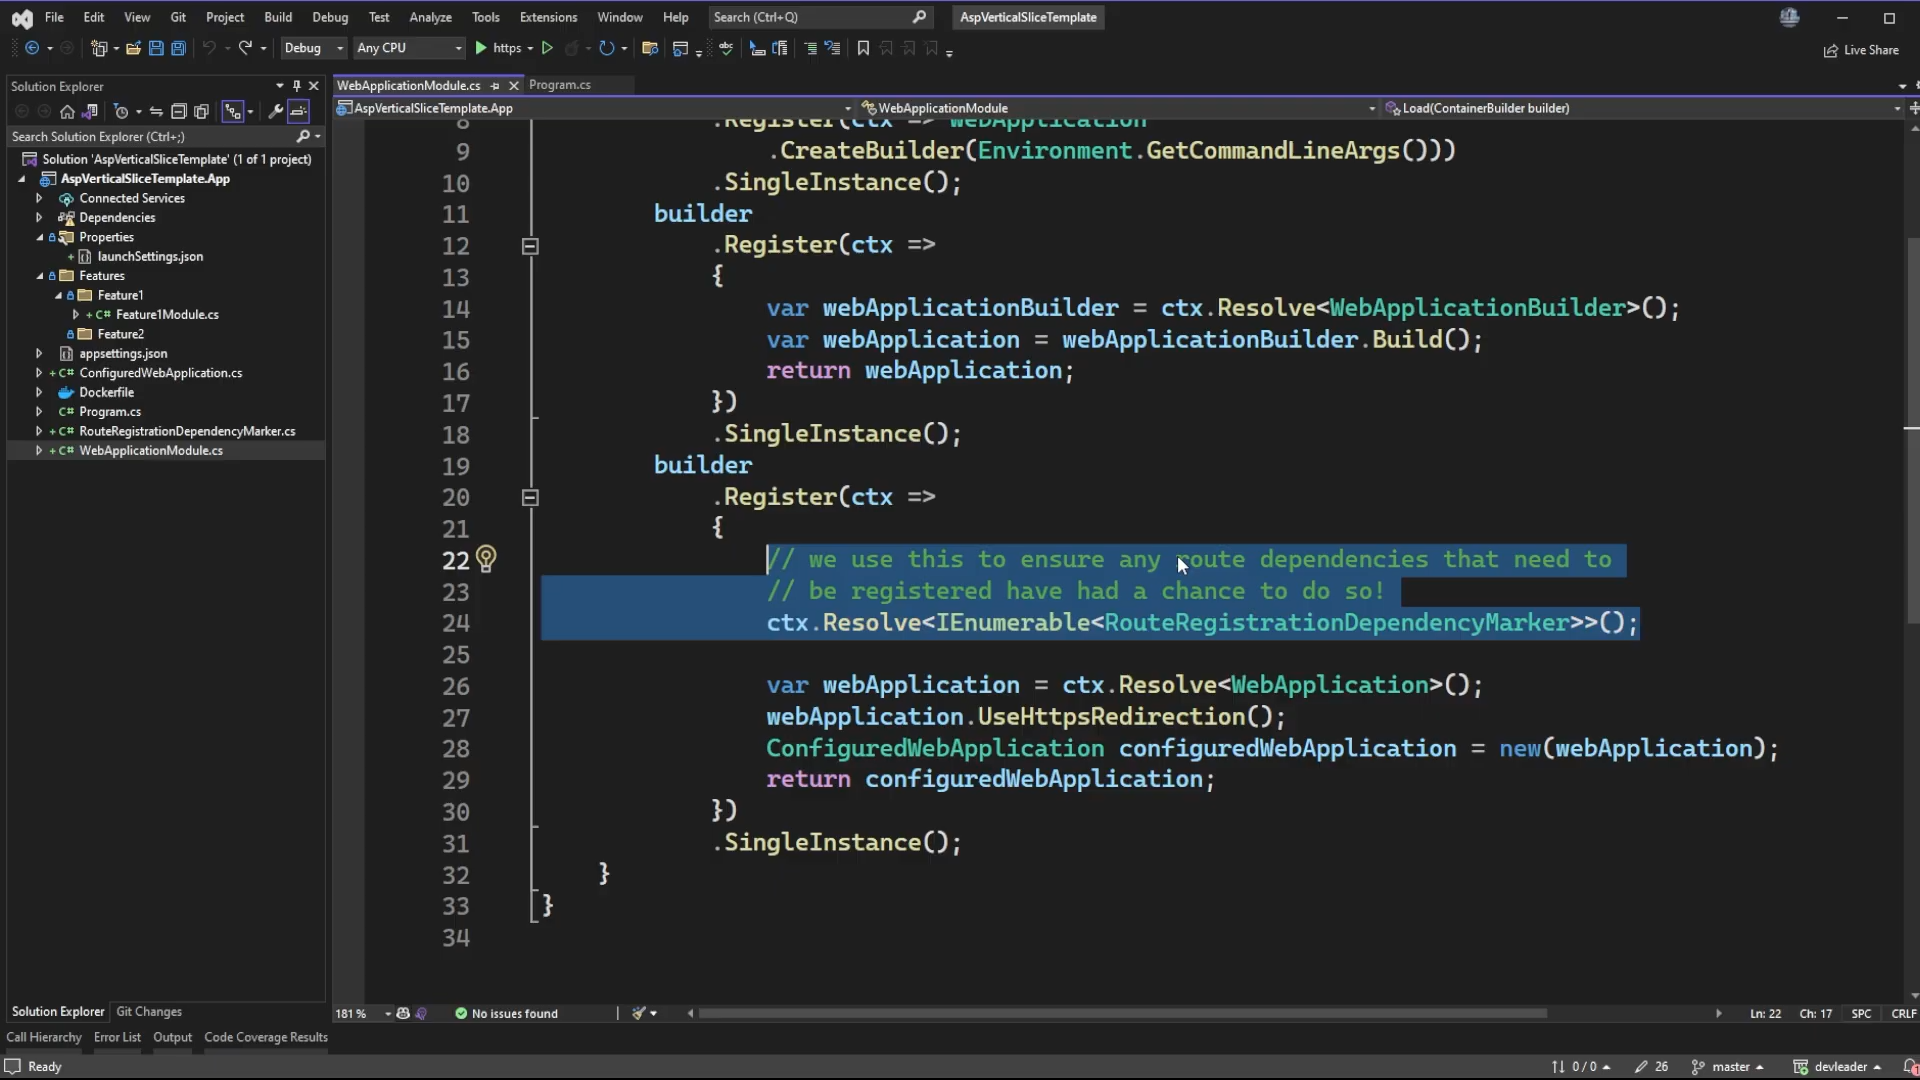 File Edit View Git Project Build Debug Test Analyze Tools Extensions Window Help Search (Ctrl+Q) AspVerticalSliceTemplate
Debug Any CPU https Live Share
Solution Explorer
Search Solution Explorer (Ctrl+;)
Solution 'AspVerticalSliceTemplate' (1 of 1 project)
AspVerticalSliceTemplate.App
Connected Services
Dependencies
Properties
launchSettings.json
Features
Feature1
C# Feature1Module.cs
Feature2
appsettings.json
C# ConfiguredWebApplication.cs
Dockerfile
C# Program.cs
C# RouteRegistrationDependencyMarker.cs
C# WebApplicationModule.cs
Solution Explorer Git Changes
WebApplicationModule.cs Program.cs
AspVerticalSliceTemplate.App WebApplicationModule Load(ContainerBuilder builder)
8 .Register(ctx => WebApplication
9 .CreateBuilder(Environment.GetCommandLineArgs()))
10 .SingleInstance();
11 builder
12 .Register(ctx =>
13 {
14 var webApplicationBuilder = ctx.Resolve<WebApplicationBuilder>();
15 var webApplication = webApplicationBuilder.Build();
16 return webApplication;
17 })
18 .SingleInstance();
19 builder
20 .Register(ctx =>
21 {
22 // we use this to ensure any route dependencies that need to
23 // be registered have had a chance to do so!
24 ctx.Resolve<IEnumerable<RouteRegistrationDependencyMarker>>();
25
26 var webApplication = ctx.Resolve<WebApplication>();
27 webApplication.UseHttpsRedirection();
28 ConfiguredWebApplication configuredWebApplication = new(webApplication);
29 return configuredWebApplication;
30 })
31 .SingleInstance();
32 }
33 }
34
181 % No issues found Ln: 22 Ch: 17 SPC CRLF
Call Hierarchy Error List Output Code Coverage Results
Ready 0 / 0 26 master devleader